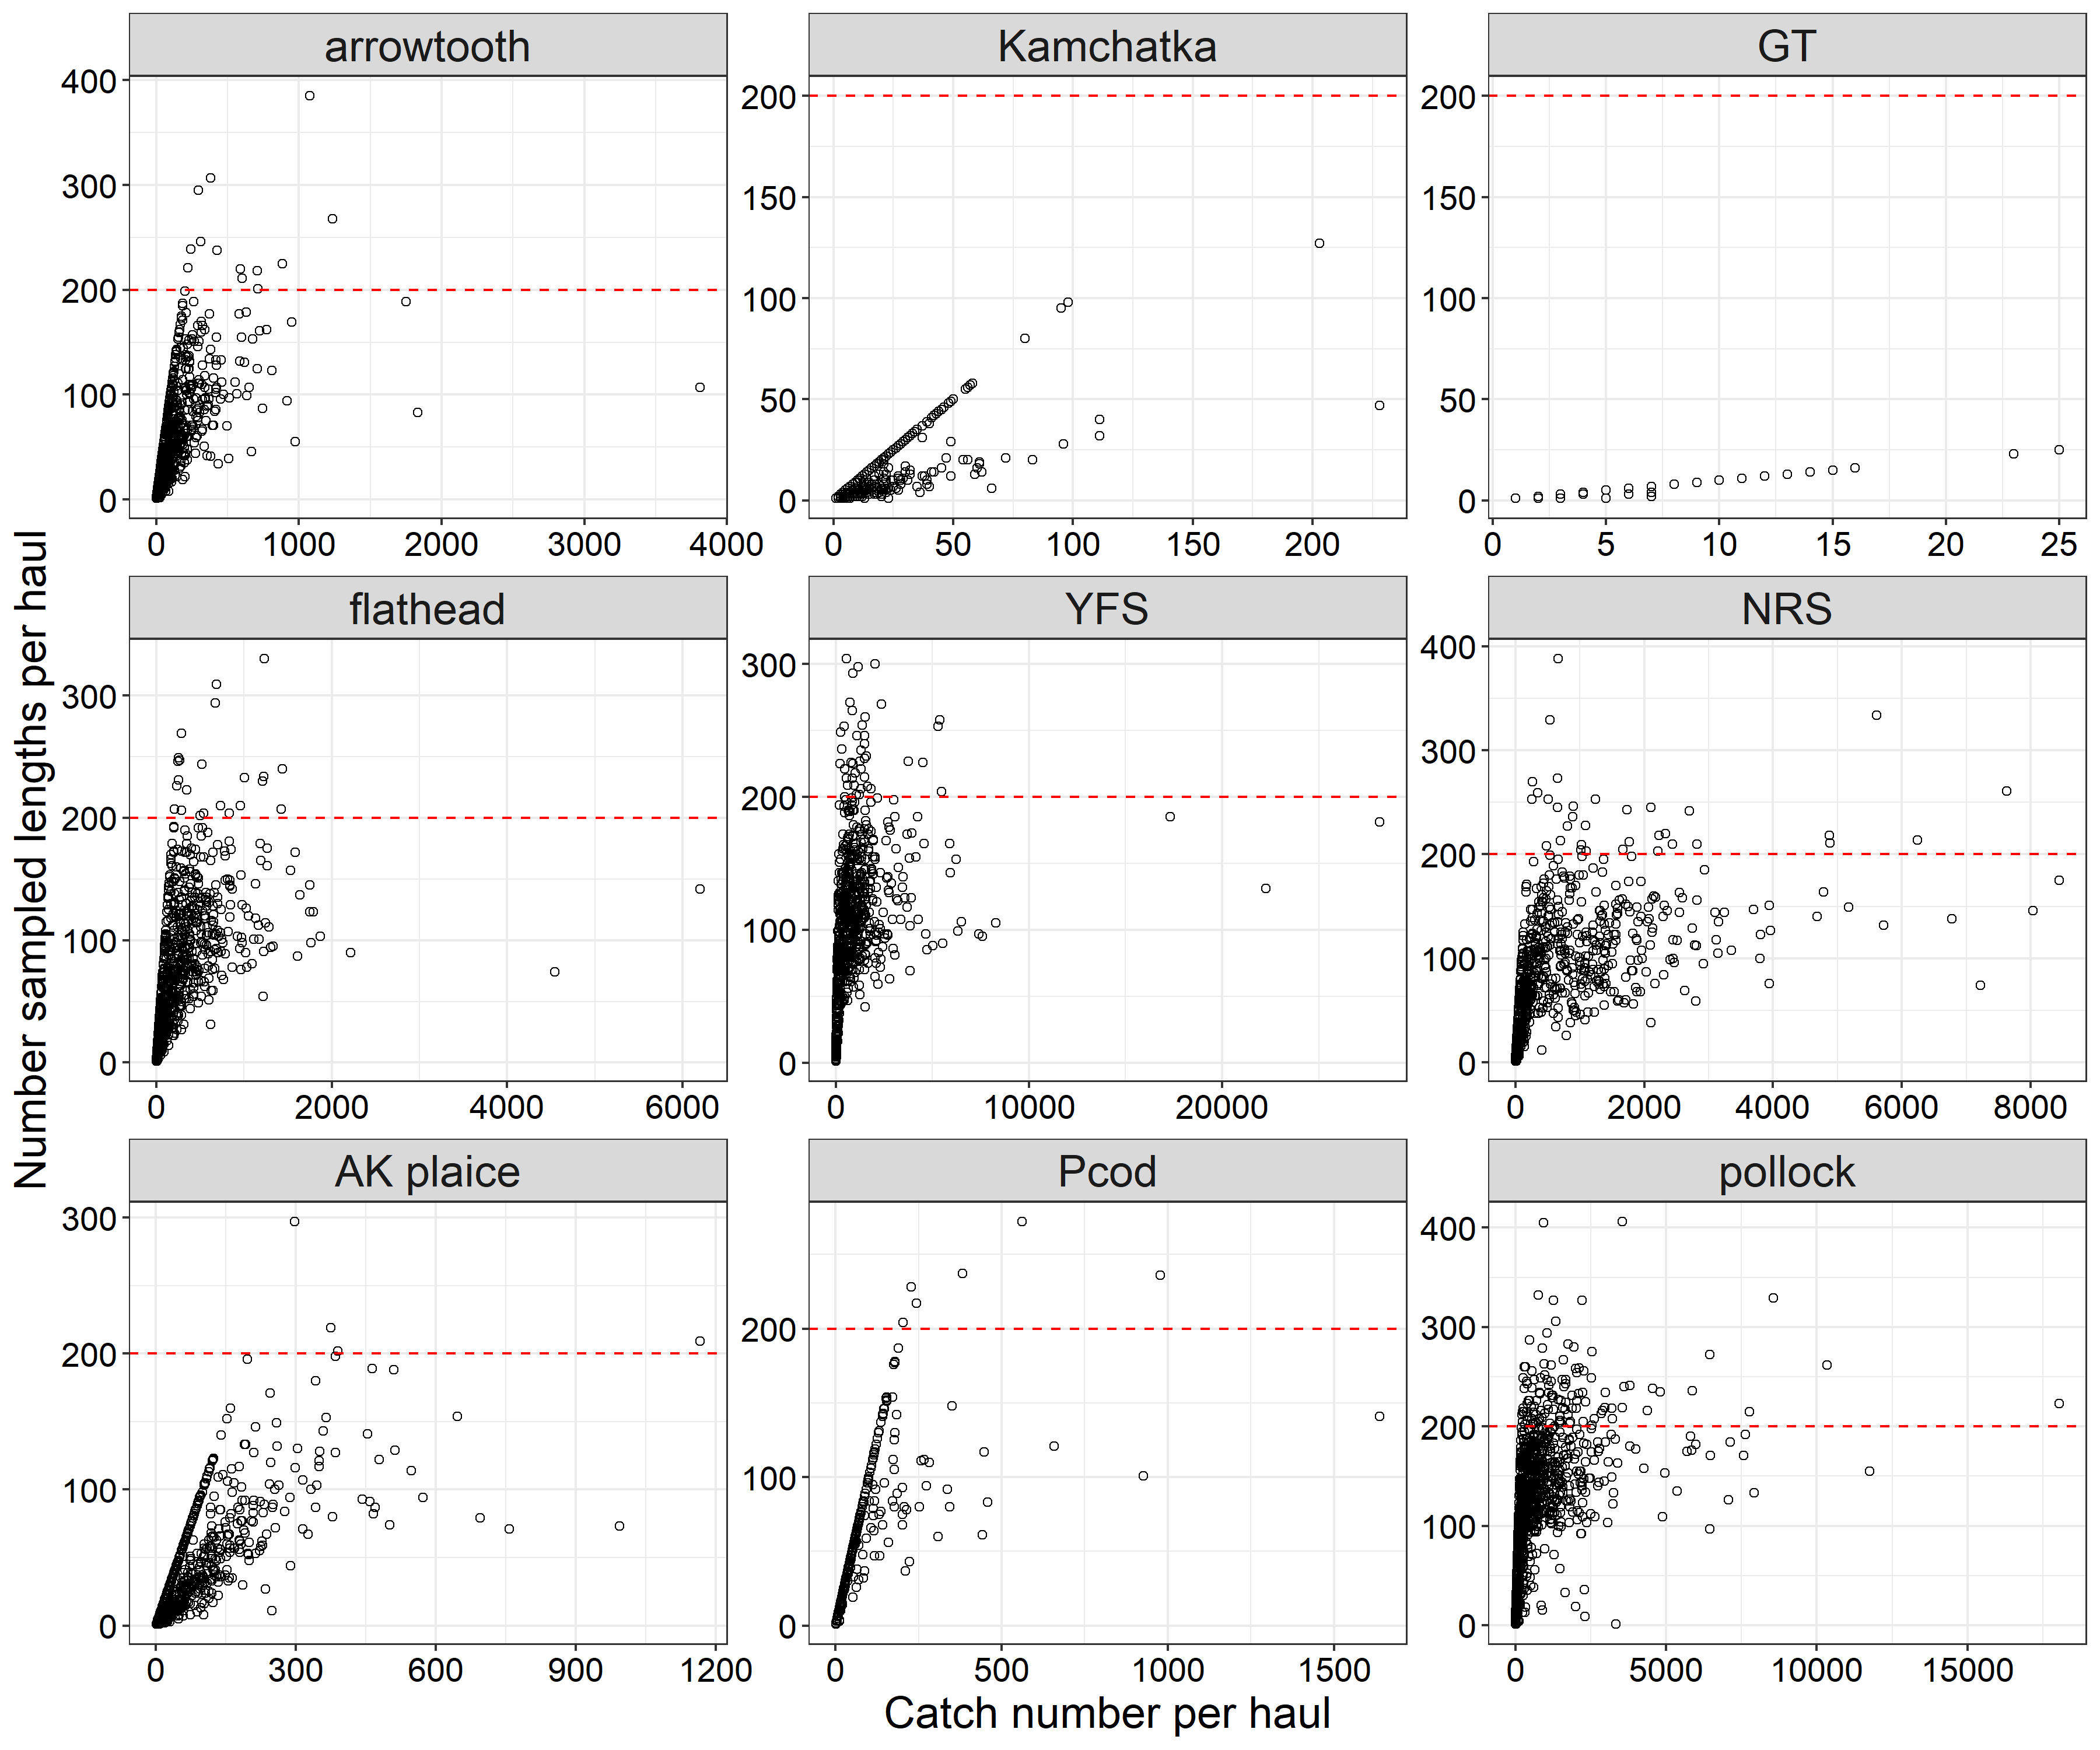 arrowtooth
Kamchatka
GT
400
300
200
100
0
0 1000 2000 3000 4000
200
150
100
50
0
0 50 100 150 200
200
150
100
50
0
0 5 10 15 20 25
flathead
YFS
NRS
300
200
100
0
0 2000 4000 6000
300
200
100
0
0 10000 20000
400
300
200
100
0
0 2000 4000 6000 8000
AK plaice
Pcod
pollock
300
200
100
0
0 300 600 900 1200
200
100
0
0 500 1000 1500
400
300
200
100
0
0 5000 10000 15000
Number sampled lengths per haul
Catch number per haul